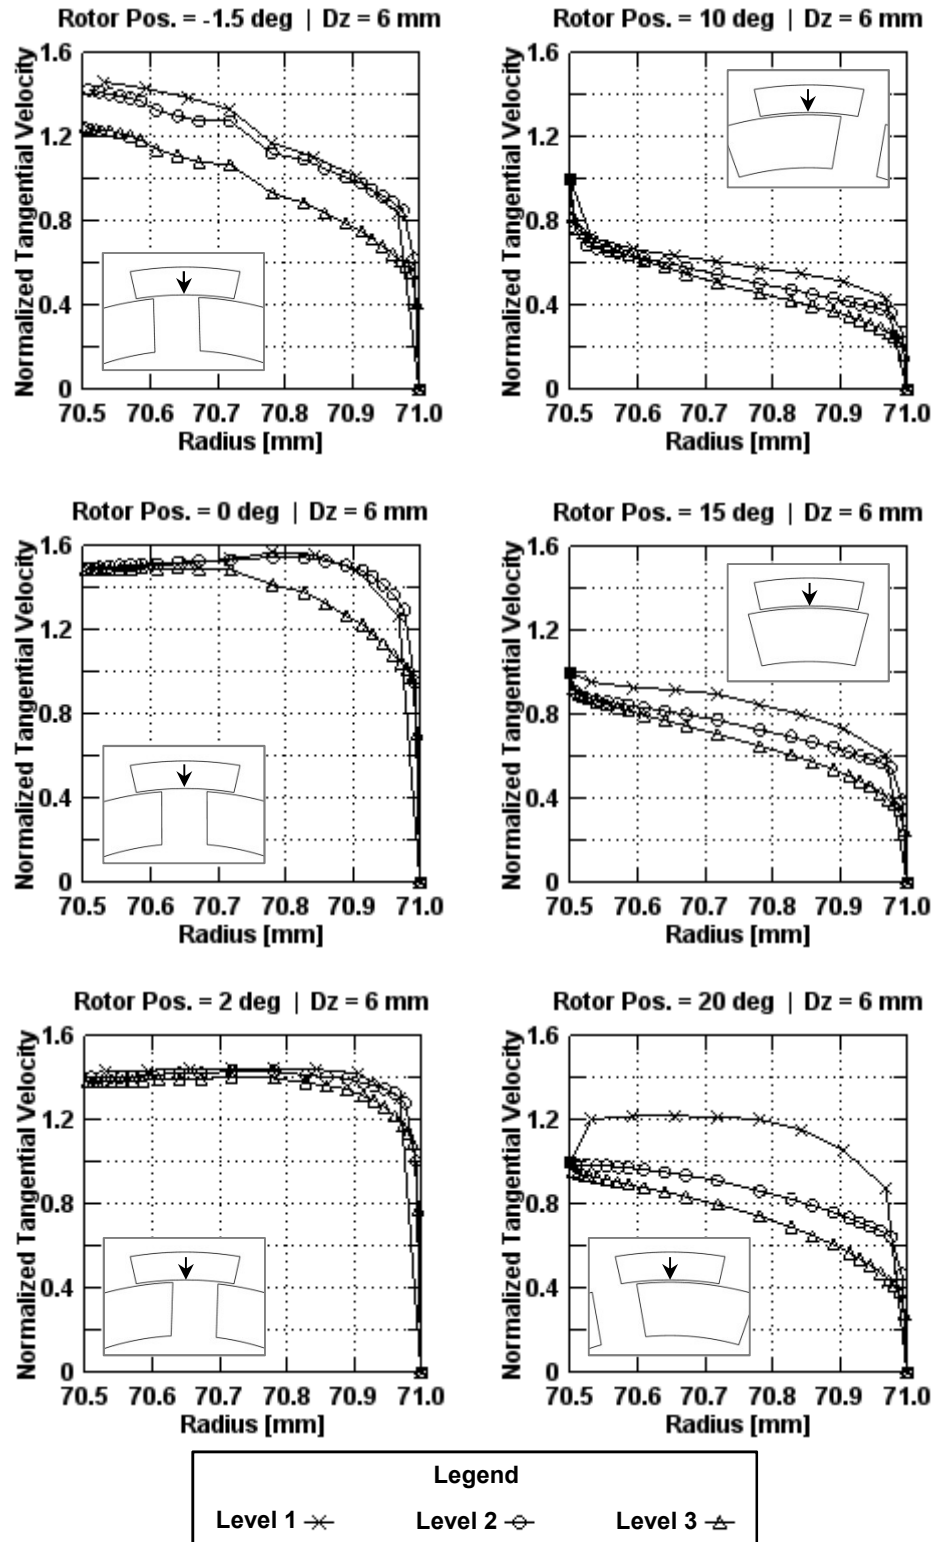 Rotor Pos. = -1.5 deg | Dz = 6 mm
Normalized Tangential Velocity
1.6
1.2
0.8
0.4
0
70.5 70.6 70.7 70.8 70.9 71.0
Radius [mm]
Rotor Pos. = 10 deg | Dz = 6 mm
Normalized Tangential Velocity
1.6
1.2
0.8
0.4
0
70.5 70.6 70.7 70.8 70.9 71.0
Radius [mm]
Rotor Pos. = 0 deg | Dz = 6 mm
Normalized Tangential Velocity
1.6
1.2
0.8
0.4
0
70.5 70.6 70.7 70.8 70.9 71.0
Radius [mm]
Rotor Pos. = 15 deg | Dz = 6 mm
Normalized Tangential Velocity
1.6
1.2
0.8
0.4
0
70.5 70.6 70.7 70.8 70.9 71.0
Radius [mm]
Rotor Pos. = 2 deg | Dz = 6 mm
Normalized Tangential Velocity
1.6
1.2
0.8
0.4
0
70.5 70.6 70.7 70.8 70.9 71.0
Radius [mm]
Rotor Pos. = 20 deg | Dz = 6 mm
Normalized Tangential Velocity
1.6
1.2
0.8
0.4
0
70.5 70.6 70.7 70.8 70.9 71.0
Radius [mm]
Legend
Level 1 Level 2 Level 3